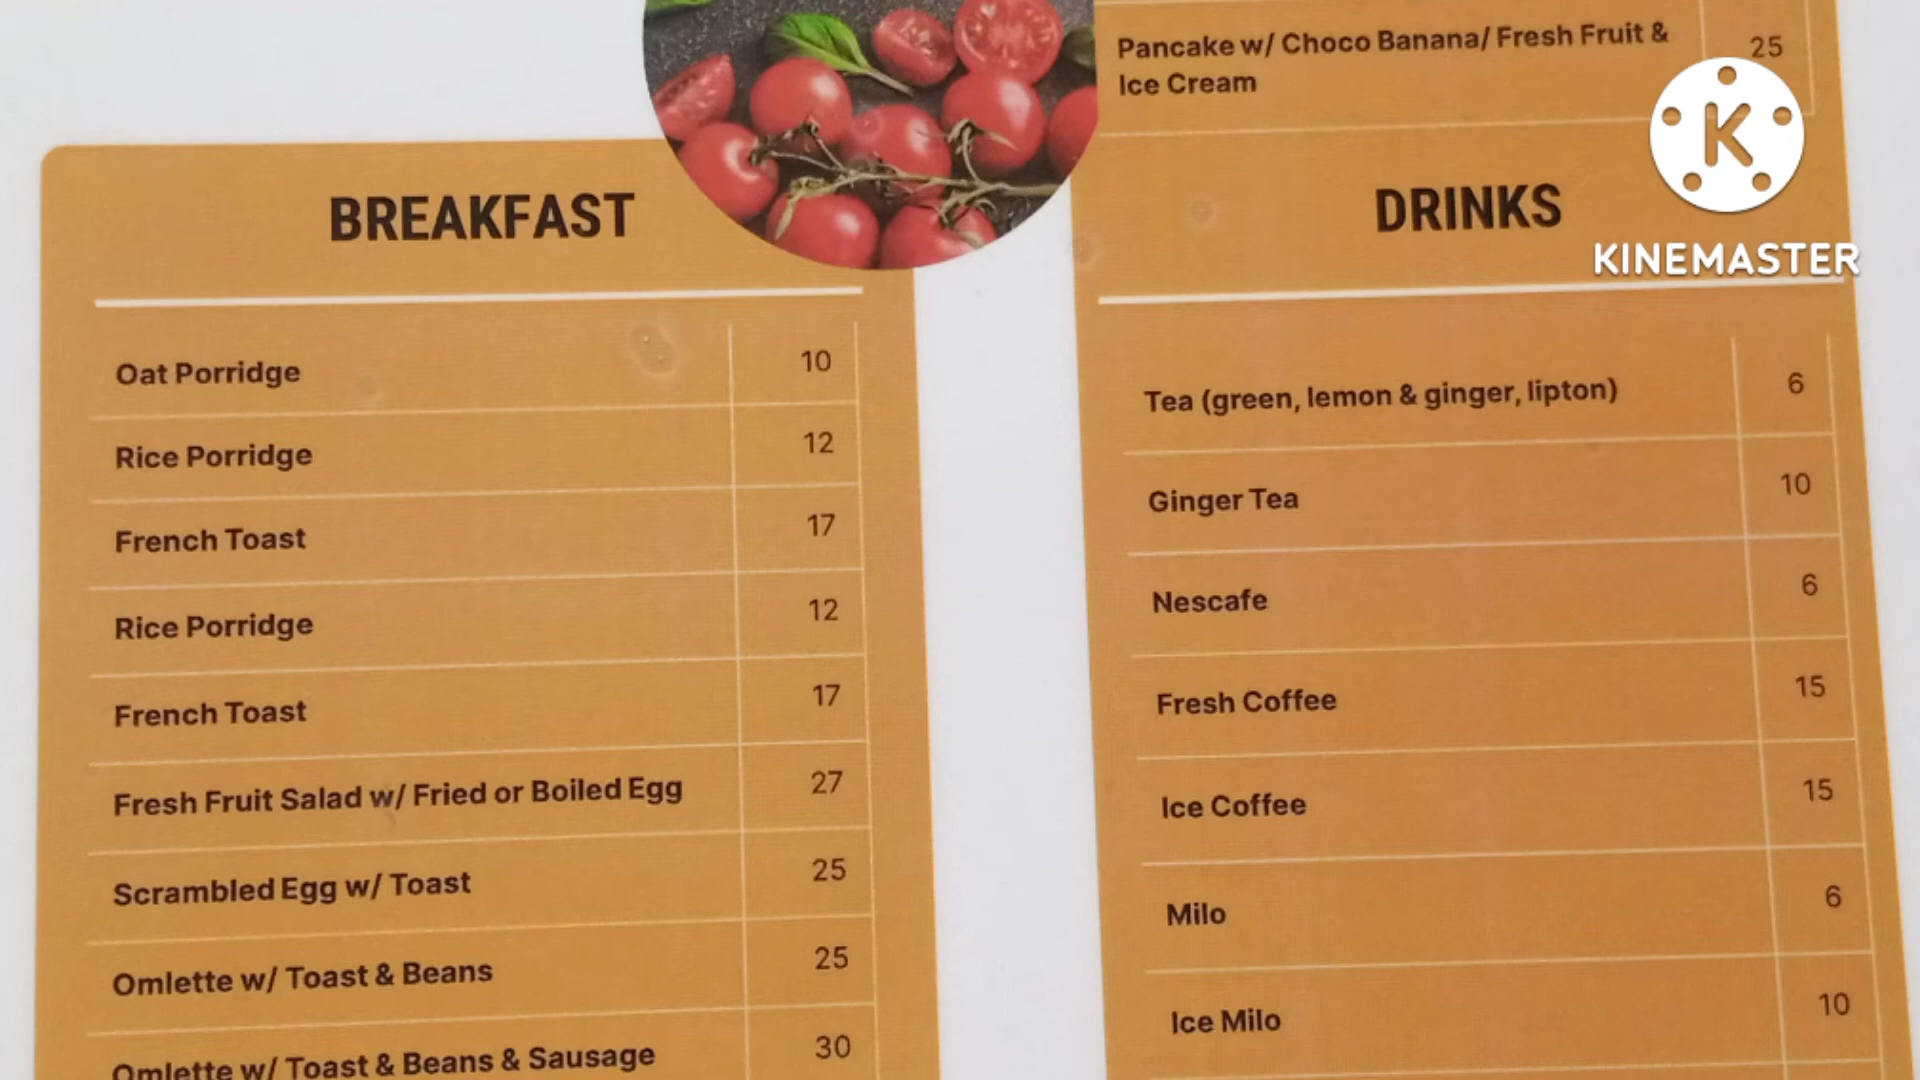 Pancake w/ Choco Banana/ Fresh Fruit &
Ice Cream
25
BREAKFAST
Oat Porridge 10
Rice Porridge 12
French Toast 17
Rice Porridge 12
French Toast 17
Fresh Fruit Salad w/ Fried or Boiled Egg 27
Scrambled Egg w/ Toast 25
Omlette w/ Toast & Beans 25
Omlette w/ Toast & Beans & Sausage 30
DRINKS
Tea (green, lemon & ginger, lipton) 6
Ginger Tea 10
Nescafe 6
Fresh Coffee 15
Ice Coffee 15
Milo 6
Ice Milo 10
K
KINEMASTER